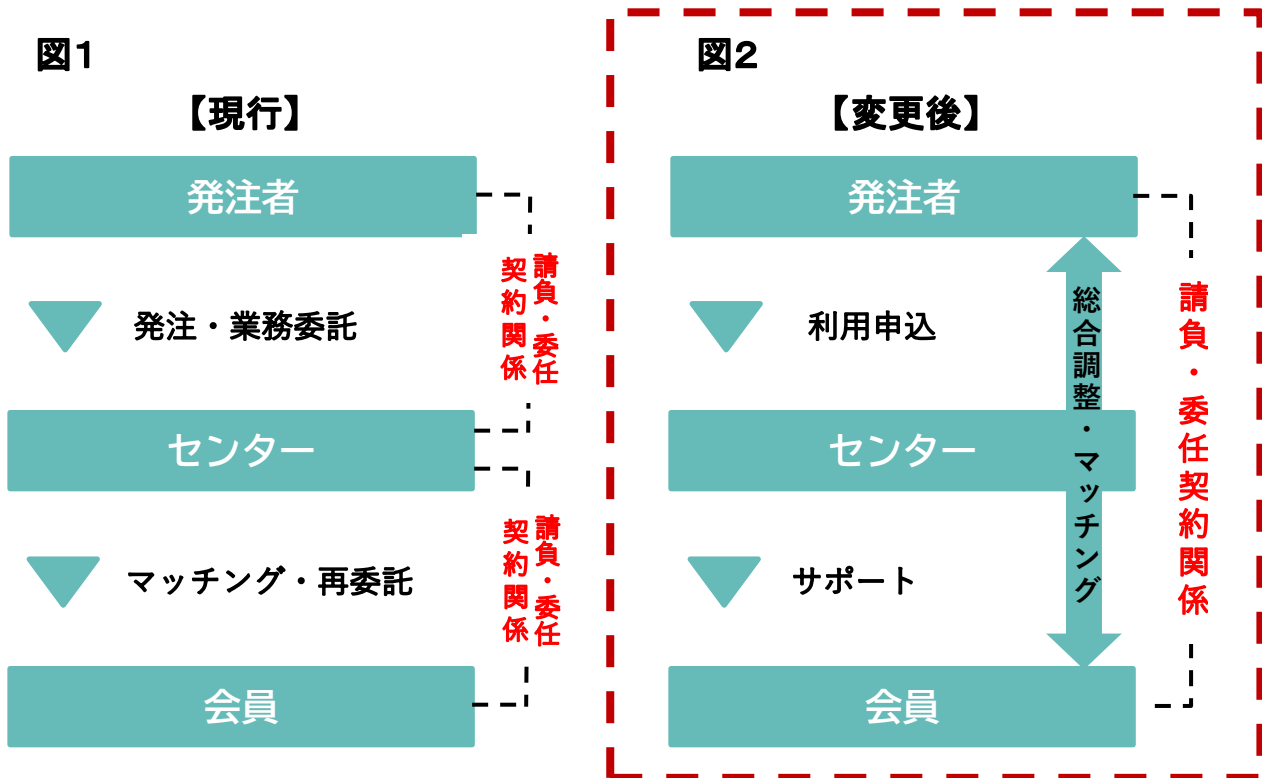 図1
【現行】
発注者
発注・業務委託
請負・委任
契約関係
センター
マッチング・再委託
請負・委任
契約関係
会員
図2
【変更後】
発注者
利用申込
総合調整・マッチング
請負・委任契約関係
センター
サポート
会員